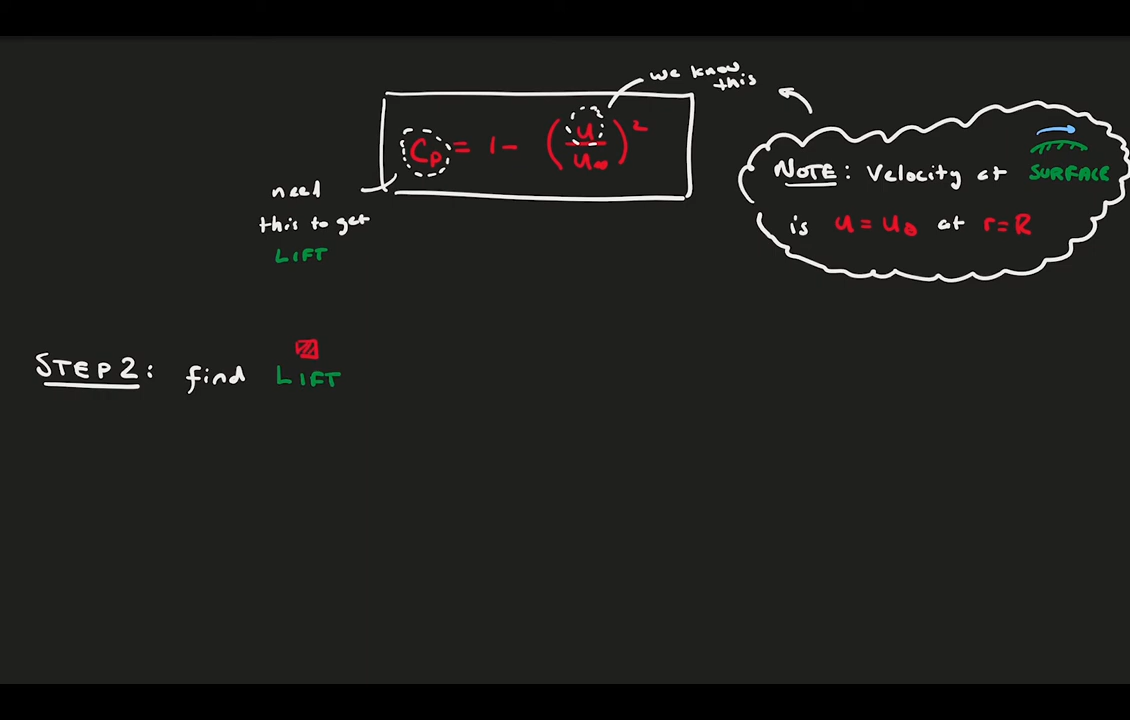 we know
this
Cp = 1 - (u/u∞)²
need
this to get
LIFT
NOTE: Velocity at SURFACE
is u = uθ at r=R
STEP 2: find LIFT